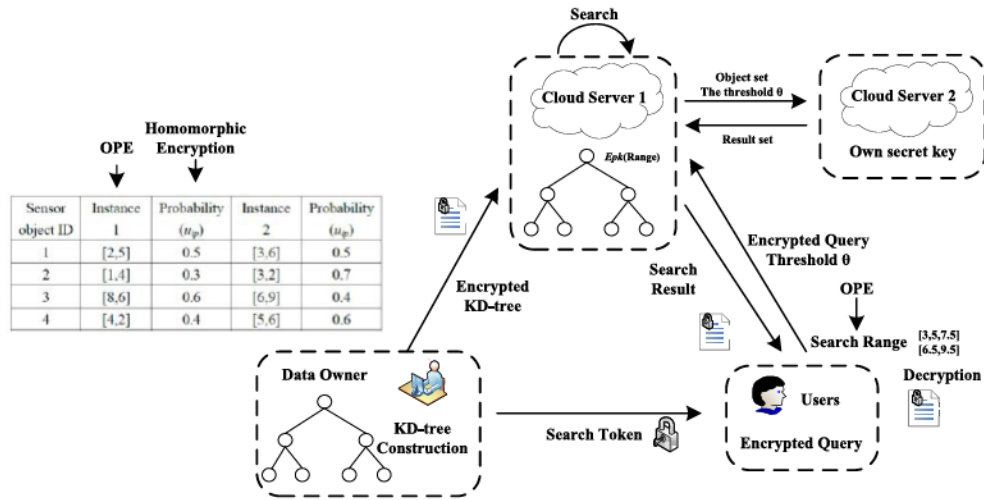 Search
Cloud Server 1
Epk(Range)
Object set
The threshold θ
Result set
Cloud Server 2
Own secret key
OPE
Homomorphic
Encryption
Sensor object ID | Instance 1 | Probability (uip) | Instance 2 | Probability (uip)
1 | [2,5] | 0.5 | [3,6] | 0.5
2 | [1,4] | 0.3 | [3,2] | 0.7
3 | [8,6] | 0.6 | [6,9] | 0.4
4 | [4,2] | 0.4 | [5,6] | 0.6
Encrypted
KD-tree
Search
Result
Encrypted Query
Threshold θ
OPE
Search Range
[3,5,7.5]
[6.5,9.5]
Decryption
Data Owner
KD-tree
Construction
Search Token
Users
Encrypted Query